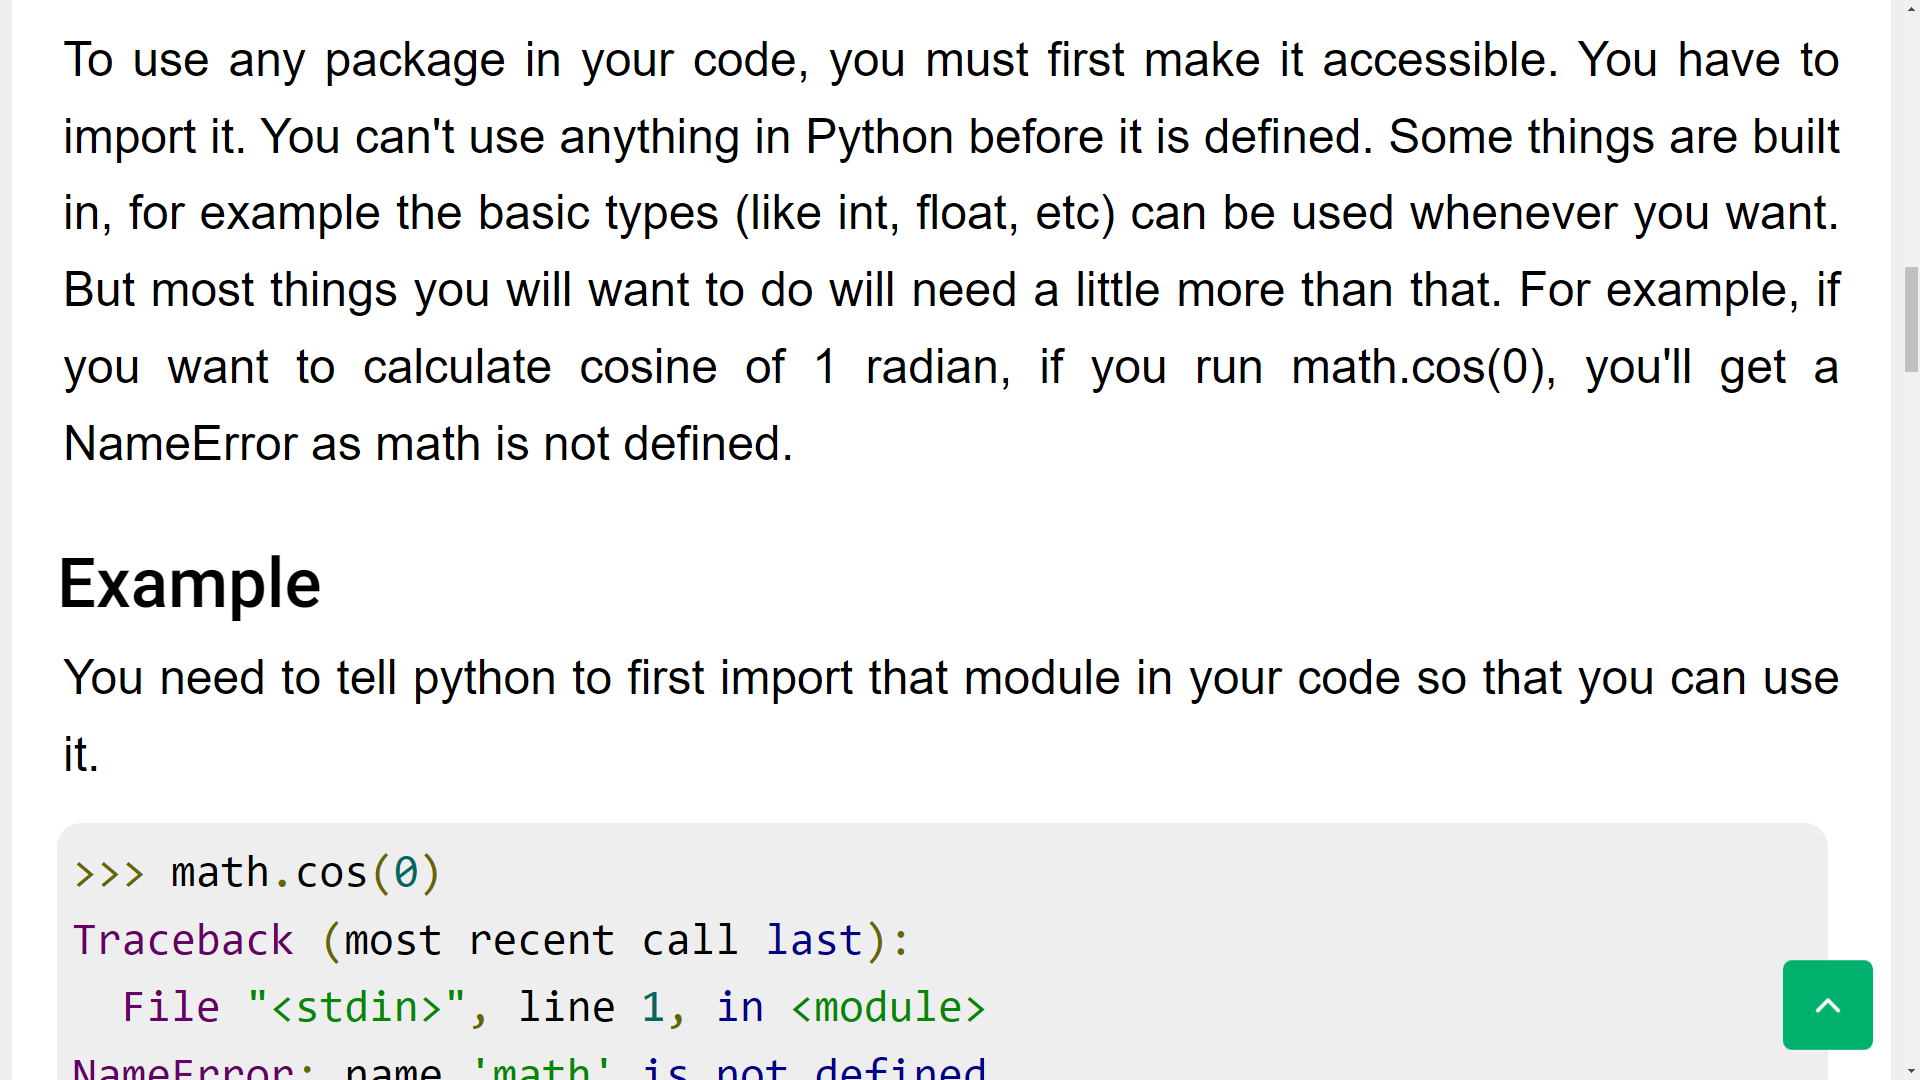 To use any package in your code, you must first make it accessible. You have to
import it. You can't use anything in Python before it is defined. Some things are built
in, for example the basic types (like int, float, etc) can be used whenever you want.
But most things you will want to do will need a little more than that. For example, if
you want to calculate cosine of 1 radian, if you run math.cos(0), you'll get a
NameError as math is not defined.
Example
You need to tell python to first import that module in your code so that you can use
it.
>>> math.cos(0)
Traceback (most recent call last):
  File "<stdin>", line 1, in <module>
NameError: name 'math' is not defined